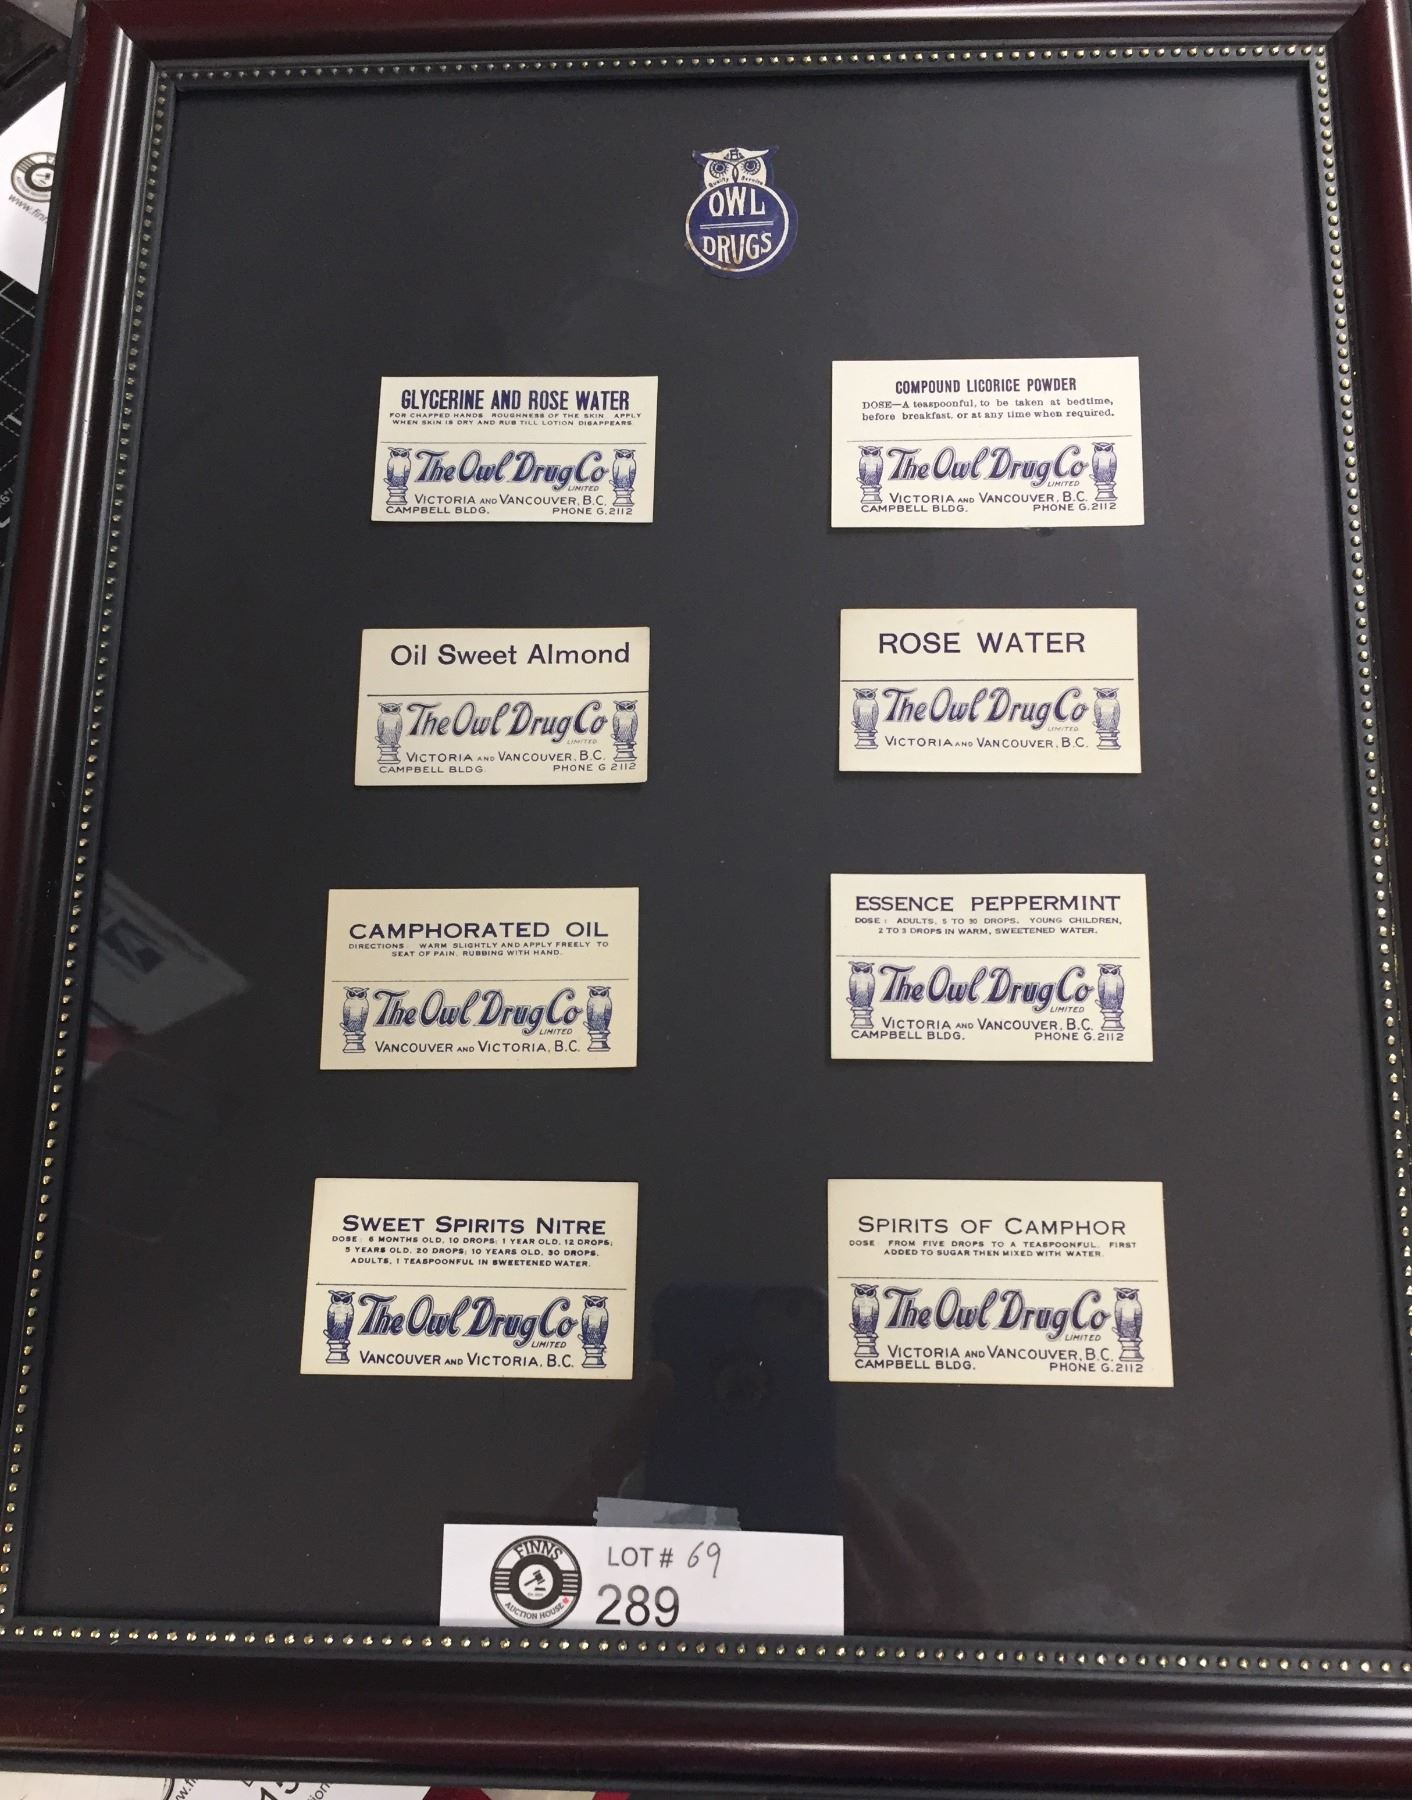 Quality Service
OWL
DRUGS
GLYCERINE AND ROSE WATER
FOR CHAPPED HANDS ROUGHNESS OF THE SKIN APPLY
WHEN SKIN IS DRY AND RUB TILL LOTION DISAPPEARS
The Owl Drug Co
LIMITED
VICTORIA AND VANCOUVER, B.C.
CAMPBELL BLDG. PHONE G.2112
COMPOUND LICORICE POWDER
DOSE—A teaspoonful, to be taken at bedtime,
before breakfast, or at any time when required.
The Owl Drug Co
LIMITED
VICTORIA AND VANCOUVER, B.C.
CAMPBELL BLDG. PHONE G.2112
Oil Sweet Almond
The Owl Drug Co
LIMITED
VICTORIA AND VANCOUVER, B.C.
CAMPBELL BLDG. PHONE G 2112
ROSE WATER
The Owl Drug Co
LIMITED
VICTORIA AND VANCOUVER, B.C.
CAMPHORATED OIL
DIRECTIONS: WARM SLIGHTLY AND APPLY FREELY TO
SEAT OF PAIN, RUBBING WITH HAND.
The Owl Drug Co
LIMITED
VANCOUVER AND VICTORIA, B.C.
ESSENCE PEPPERMINT
DOSE: ADULTS, 5 TO 30 DROPS. YOUNG CHILDREN,
2 TO 3 DROPS IN WARM, SWEETENED WATER.
The Owl Drug Co
LIMITED
VICTORIA AND VANCOUVER, B.C.
CAMPBELL BLDG. PHONE G.2112
SWEET SPIRITS NITRE
DOSE: 6 MONTHS OLD, 10 DROPS; 1 YEAR OLD, 12 DROPS;
5 YEARS OLD, 20 DROPS; 10 YEARS OLD, 30 DROPS.
ADULTS, 1 TEASPOONFUL IN SWEETENED WATER.
The Owl Drug Co
LIMITED
VANCOUVER AND VICTORIA, B.C.
SPIRITS OF CAMPHOR
DOSE: FROM FIVE DROPS TO A TEASPOONFUL. FIRST
ADDED TO SUGAR THEN MIXED WITH WATER.
The Owl Drug Co
LIMITED
VICTORIA AND VANCOUVER, B.C.
CAMPBELL BLDG. PHONE G.2112
FINNS
AUCTION HOUSE
LOT # 69
289